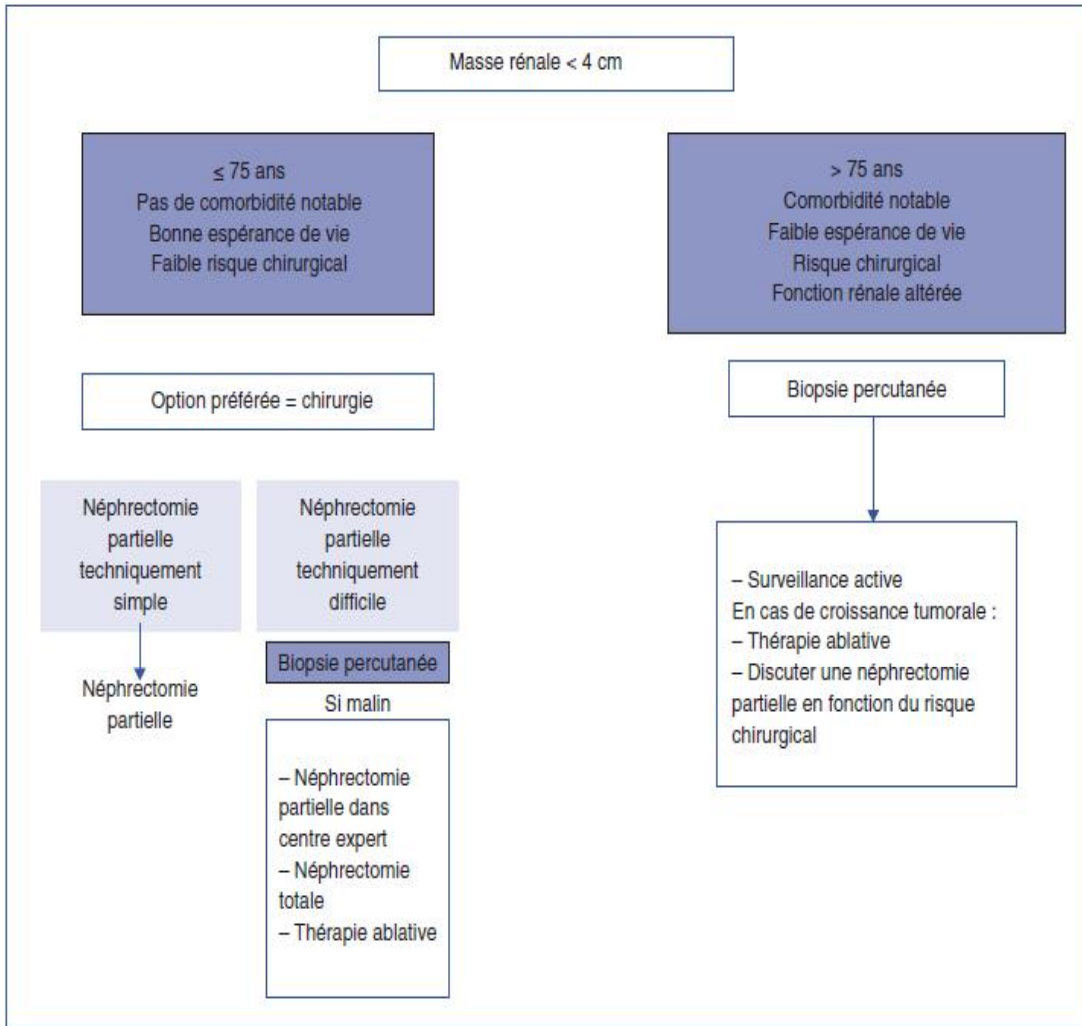 Masse rénale < 4 cm
≤ 75 ans
Pas de comorbidité notable
Bonne espérance de vie
Faible risque chirurgical
> 75 ans
Comorbidité notable
Faible espérance de vie
Risque chirurgical
Fonction rénale altérée
Option préférée = chirurgie
Biopsie percutanée
Néphrectomie
partielle
techniquement
simple
Néphrectomie
partielle
Néphrectomie
partielle
techniquement
difficile
Biopsie percutanée
Si malin
– Néphrectomie
partielle dans
centre expert
– Néphrectomie
totale
– Thérapie ablative
– Surveillance active
En cas de croissance tumorale :
– Thérapie ablative
– Discuter une néphrectomie
partielle en fonction du risque
chirurgical